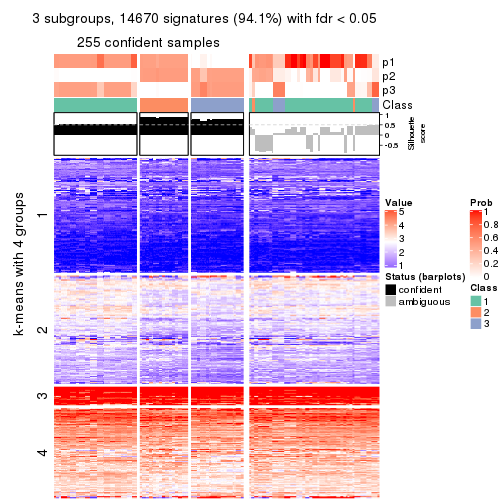 3 subgroups, 14670 signatures (94.1%) with fdr < 0.05
255 confident samples
p1
p2
p3
Class
1
0.5
0
-0.5
Silhouette
score
k-means with 4 groups
1
2
3
4
Value
5
4
3
2
1
Status (barplots)
confident
ambiguous
Prob
1
0.8
0.6
0.4
0.2
0
Class
1
2
3